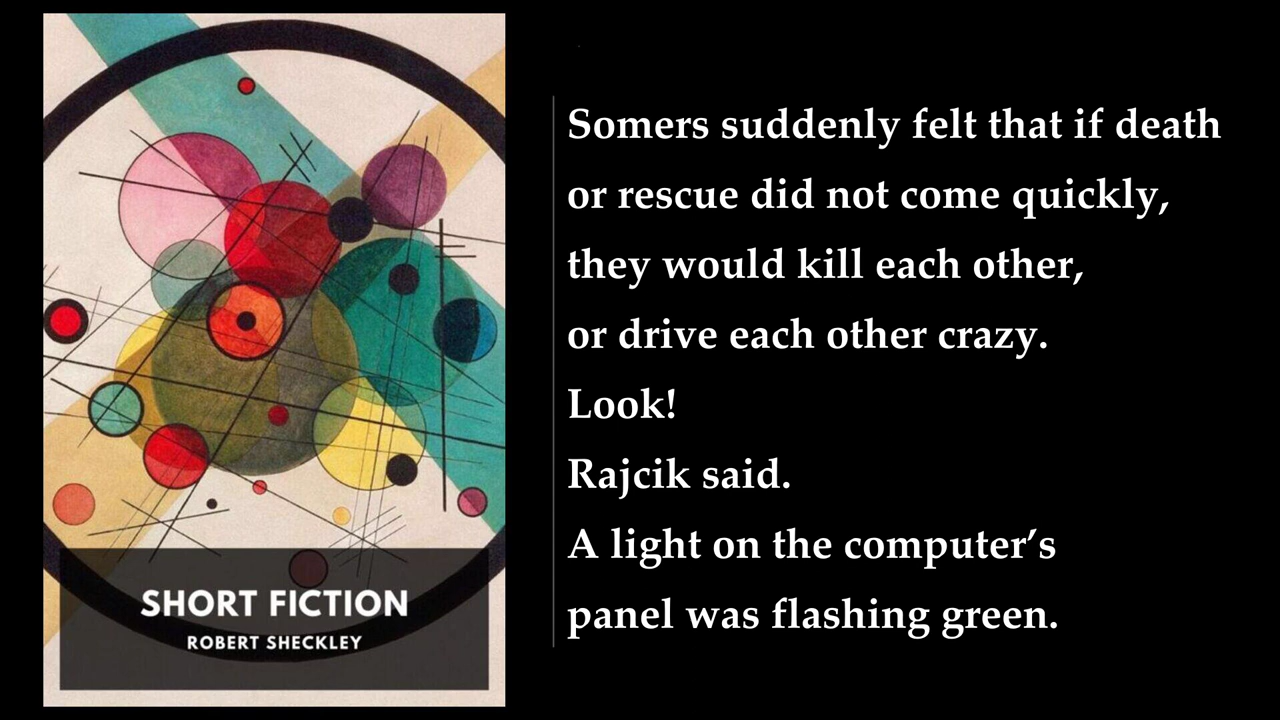 SHORT FICTION
ROBERT SHECKLEY
Somers suddenly felt that if death
or rescue did not come quickly,
they would kill each other,
or drive each other crazy.
Look!
Rajcik said.
A light on the computer’s
panel was flashing green.